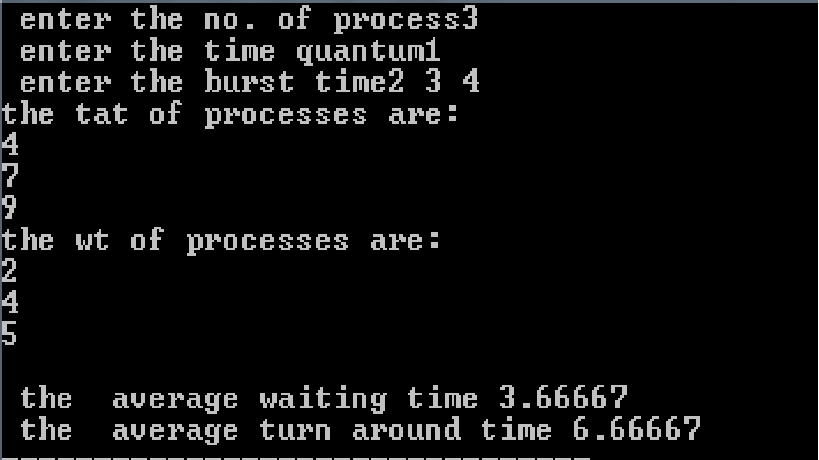 enter the no. of process3
enter the time quantum1
enter the burst time2 3 4
the tat of processes are:
4
7
9
the wt of processes are:
2
4
5
the  average waiting time 3.66667
the  average turn around time 6.66667